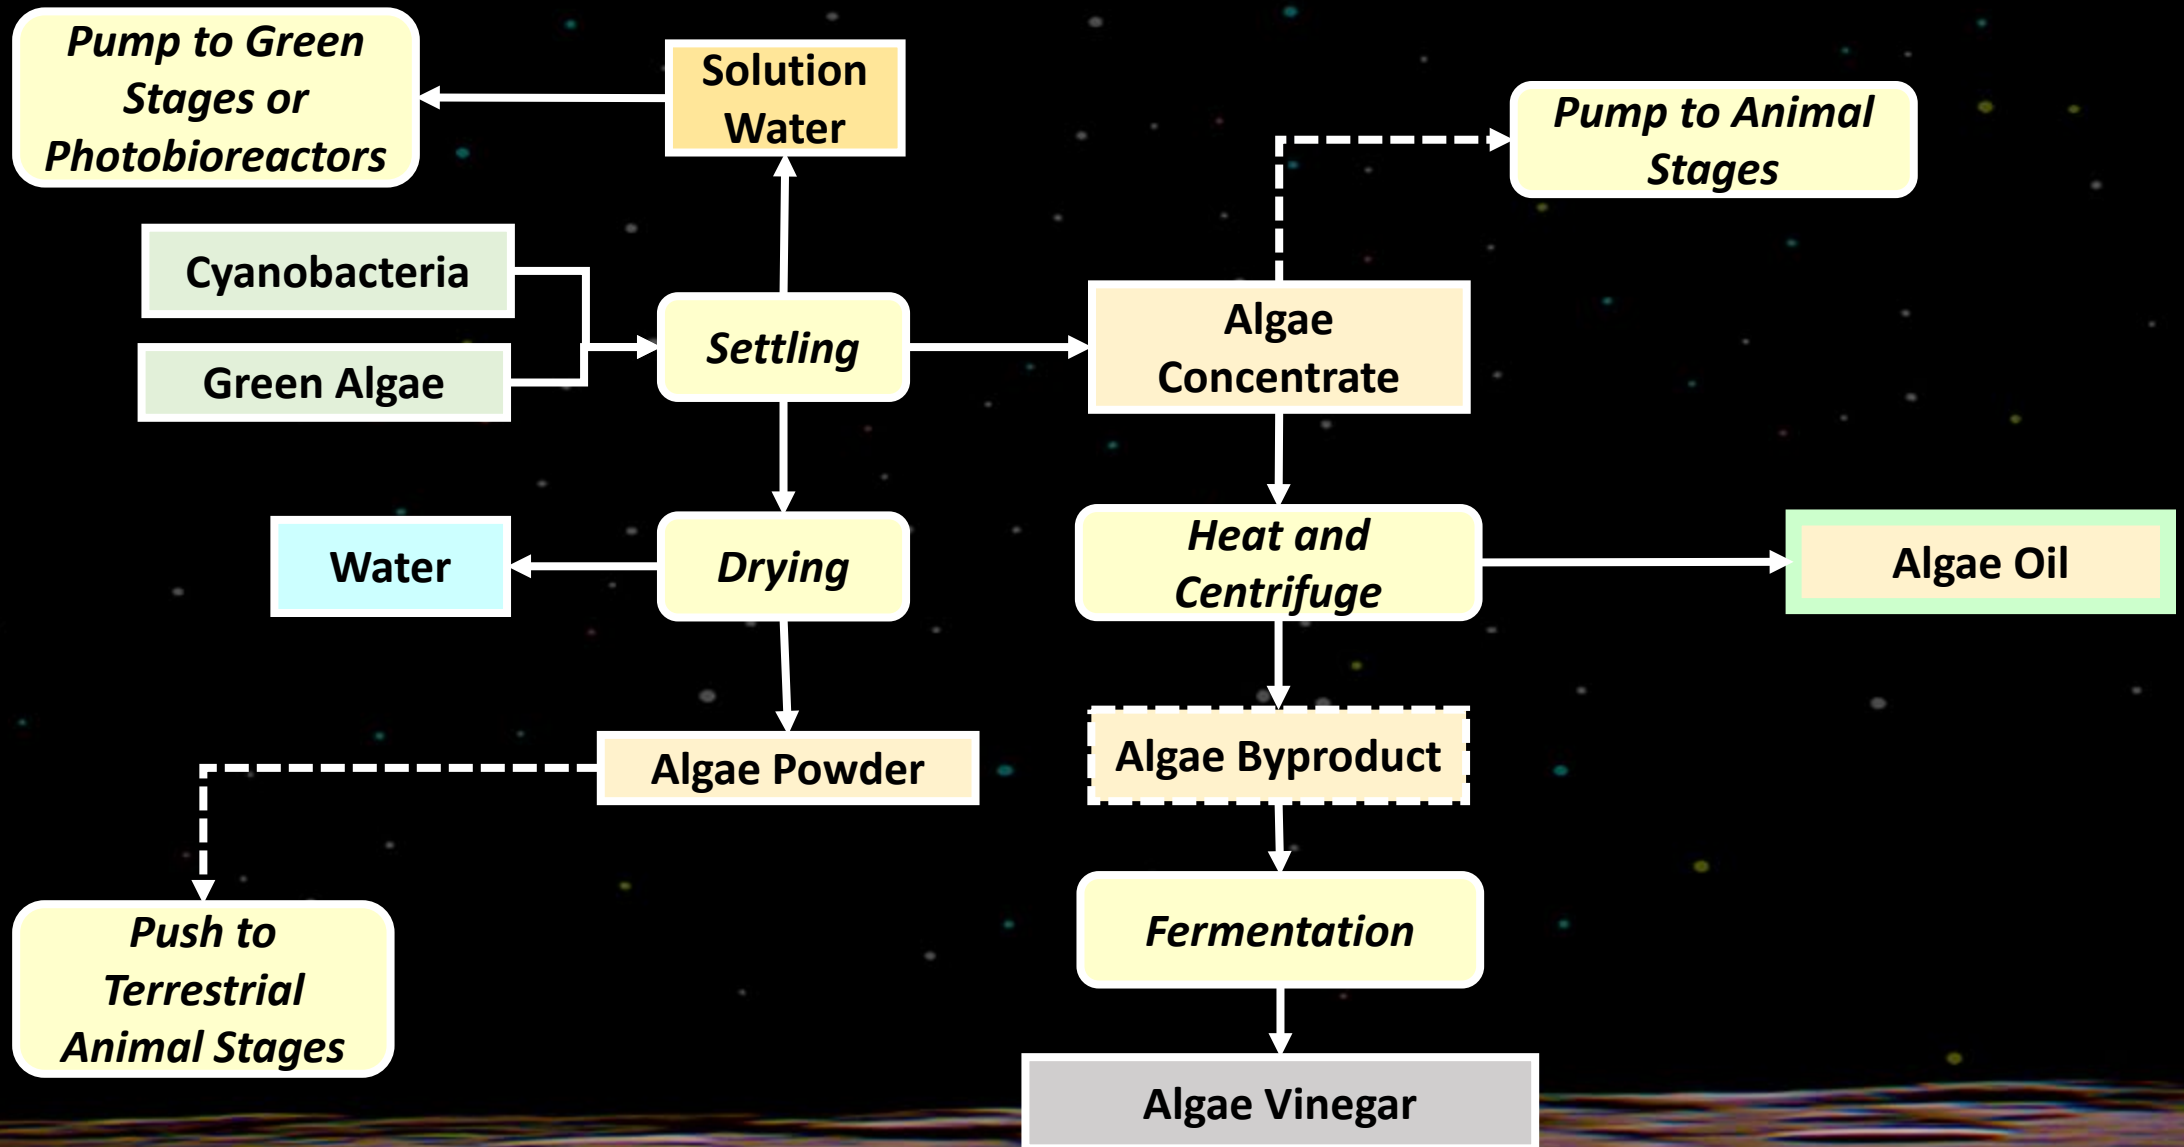 Pump to Green
Stages or
Photobioreactors
Solution
Water
Pump to Animal
Stages
Cyanobacteria
Green Algae
Settling
Algae
Concentrate
Water
Drying
Heat and
Centrifuge
Algae Oil
Algae Powder
Algae Byproduct
Push to
Terrestrial
Animal Stages
Fermentation
Algae Vinegar